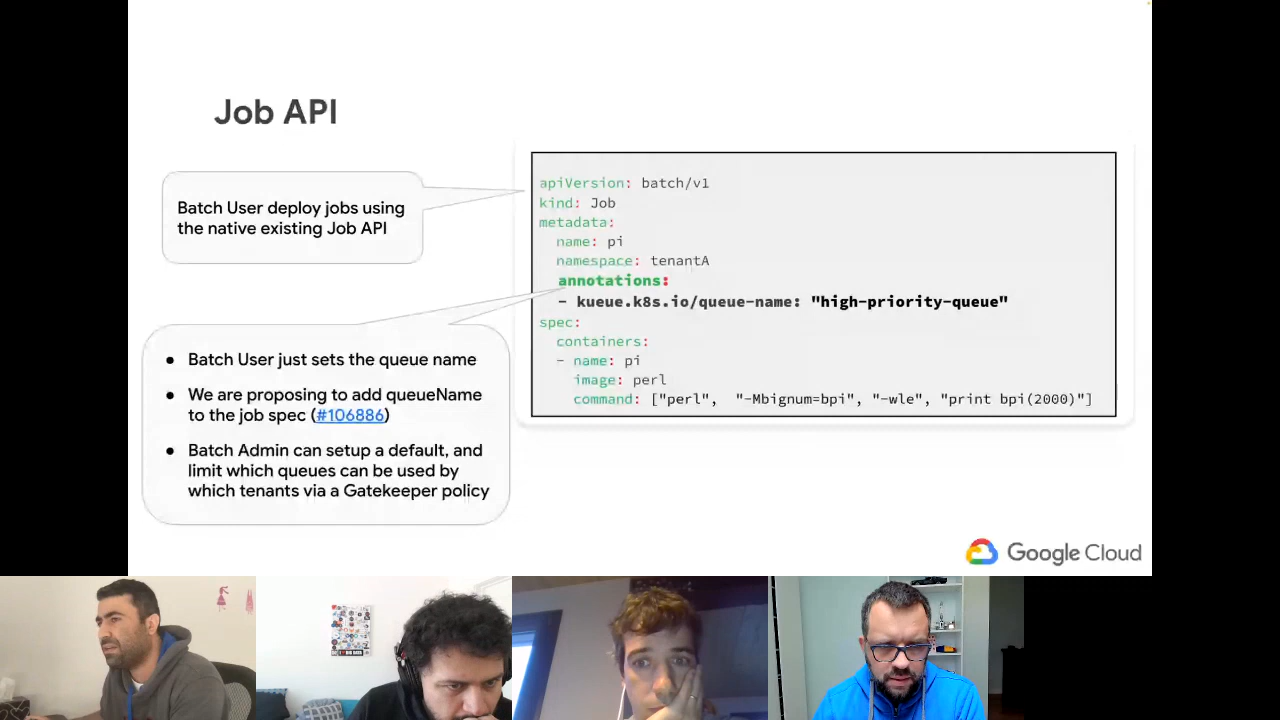 Job API
Batch User deploy jobs using
the native existing Job API
● Batch User just sets the queue name
● We are proposing to add queueName
to the job spec (#106886)
● Batch Admin can setup a default, and
limit which queues can be used by
which tenants via a Gatekeeper policy
apiVersion: batch/v1
kind: Job
metadata:
  name: pi
  namespace: tenantA
  annotations:
  - kueue.k8s.io/queue-name: "high-priority-queue"
spec:
  containers:
  - name: pi
    image: perl
    command: ["perl",  "-Mbignum=bpi", "-wle", "print bpi(2000)"]
Google Cloud